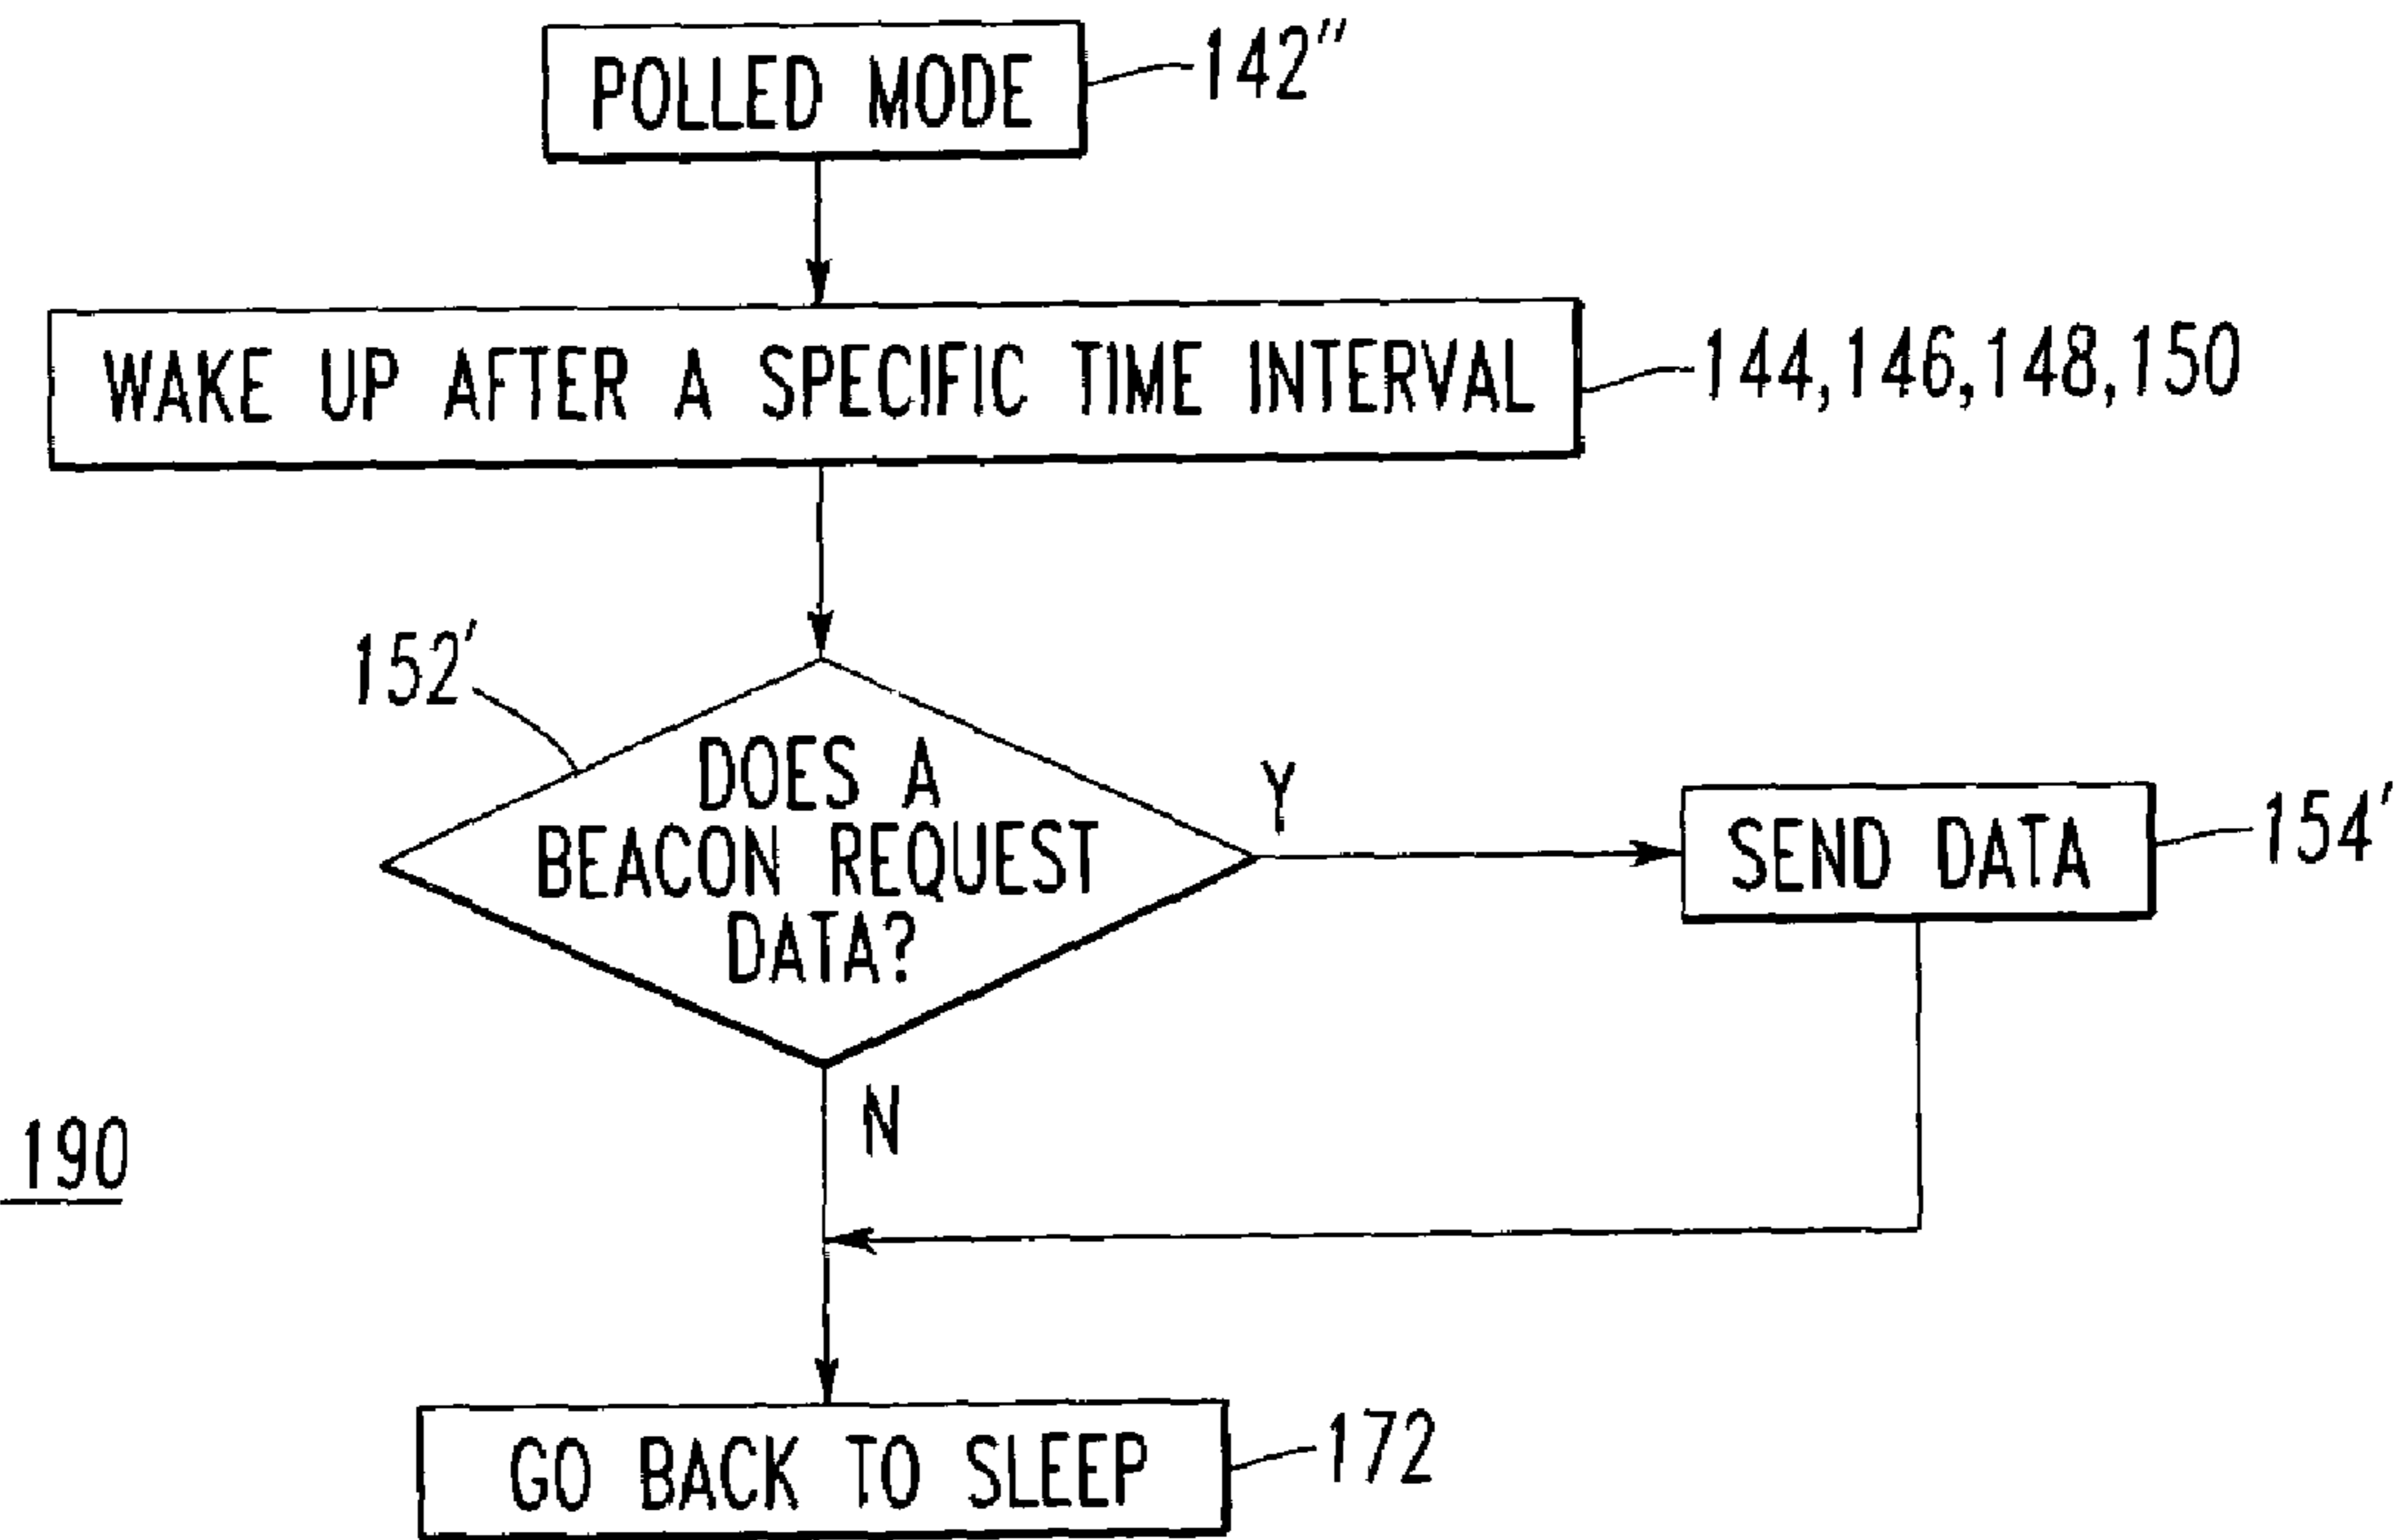 POLLED MODE
142"
WAKE UP AFTER A SPECIFIC TIME INTERVAL
144,146,148,150
152'
DOES A
BEACON REQUEST
DATA?
Y
SEND DATA
154'
N
190
GO BACK TO SLEEP
172